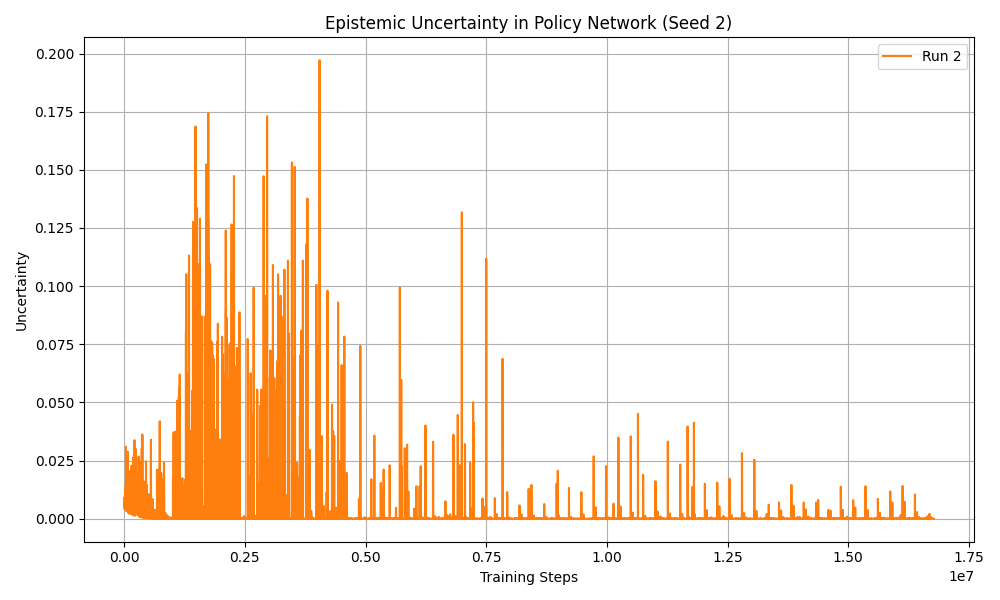 Epistemic Uncertainty in Policy Network (Seed 2)
Run 2
Uncertainty
0.200
0.175
0.150
0.125
0.100
0.075
0.050
0.025
0.000
0.00 0.25 0.50 0.75 1.00 1.25 1.50 1.75
1e7
Training Steps